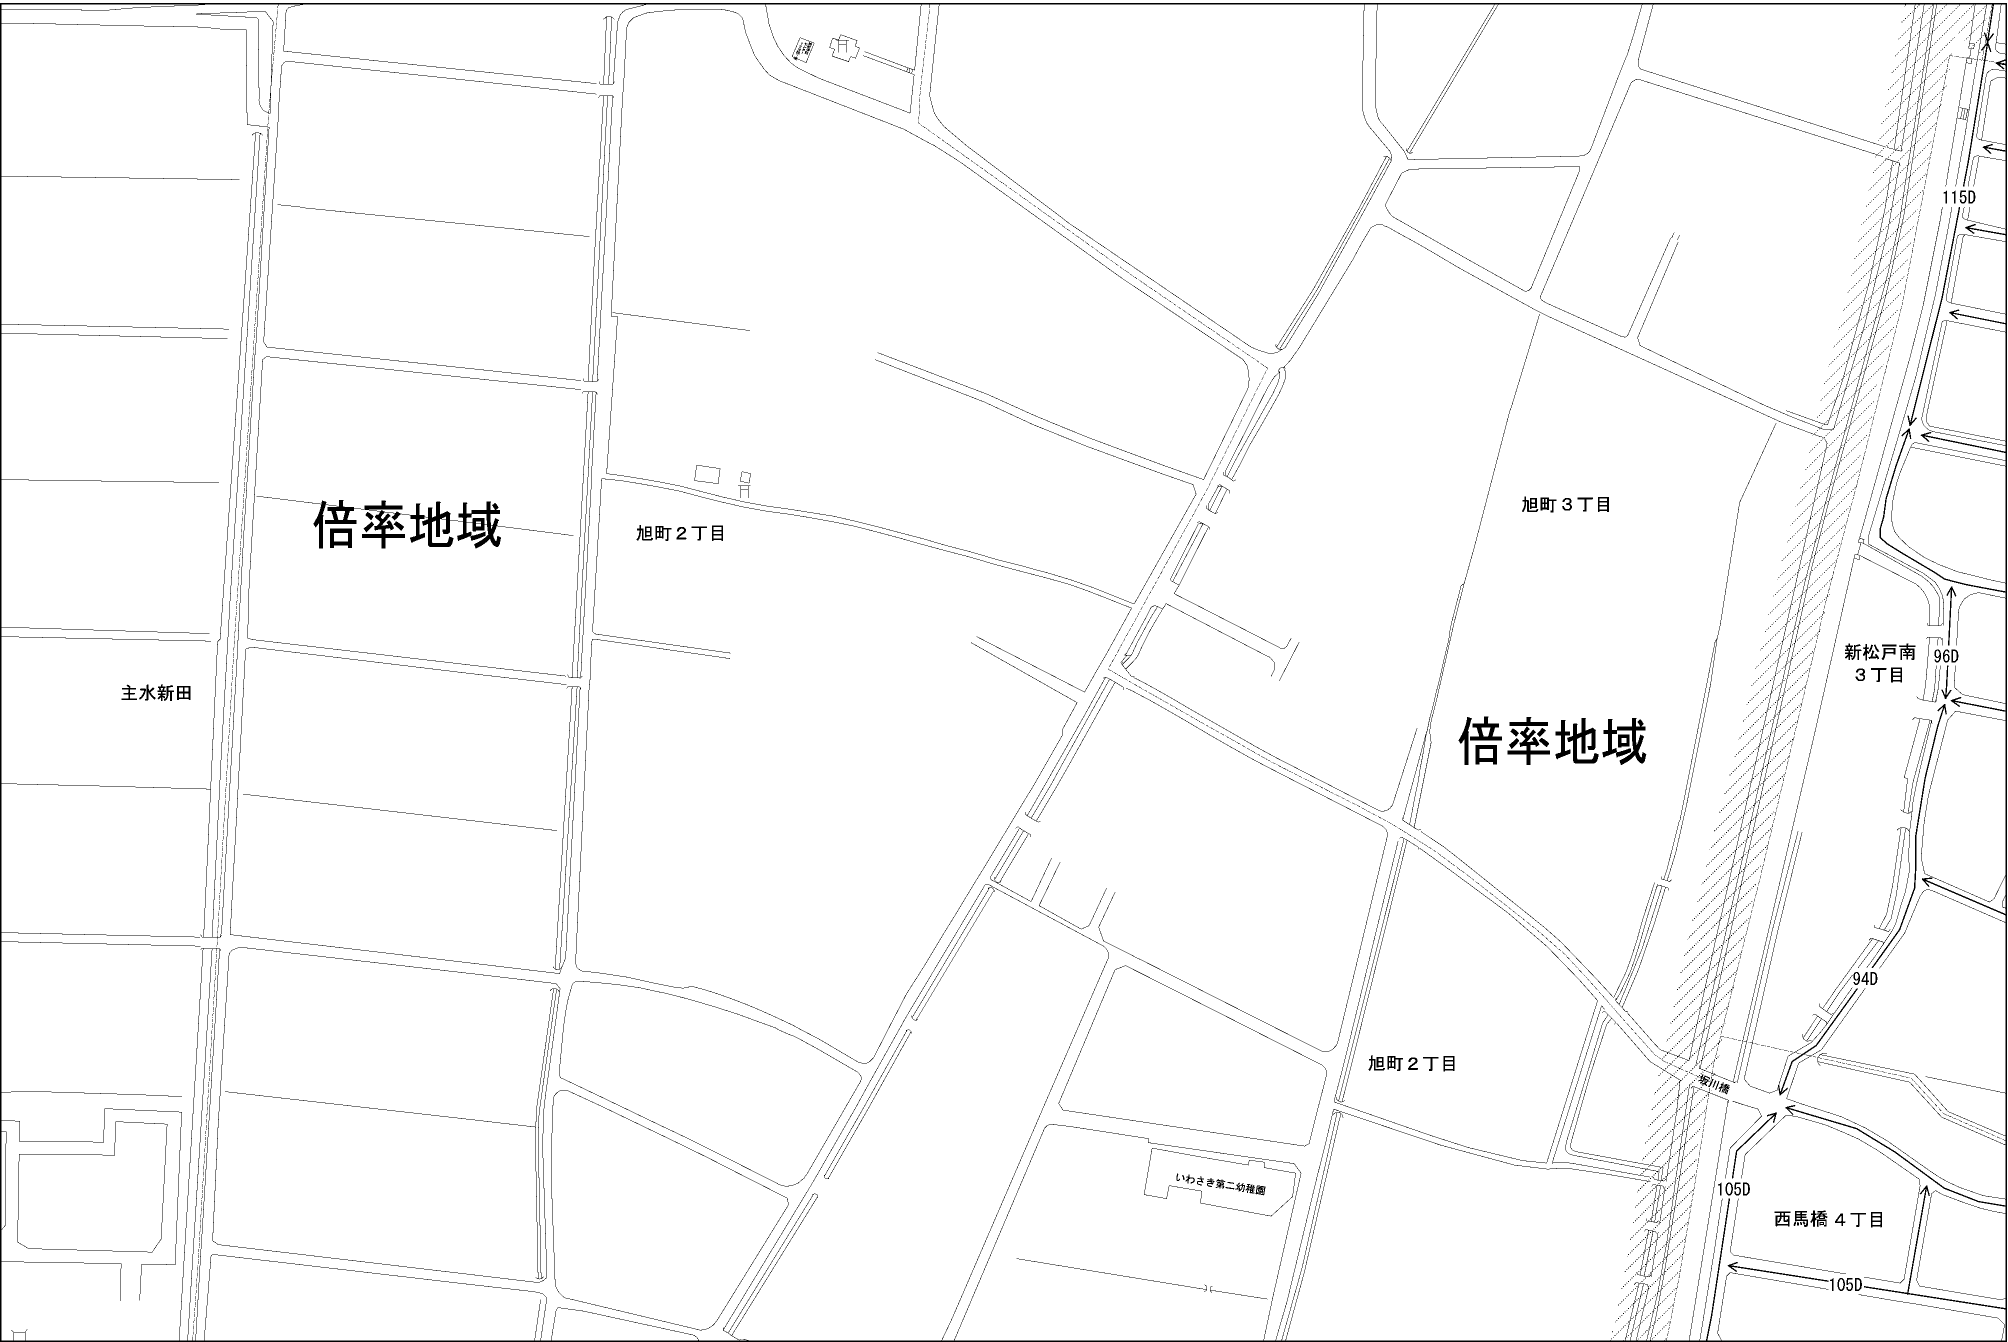 115D
倍率地域
旭町２丁目
旭町３丁目
新松戸南
３丁目
96D
主水新田
倍率地域
94D
旭町２丁目
坂川橋
いわさき第二幼稚園
105D
西馬橋４丁目
105D